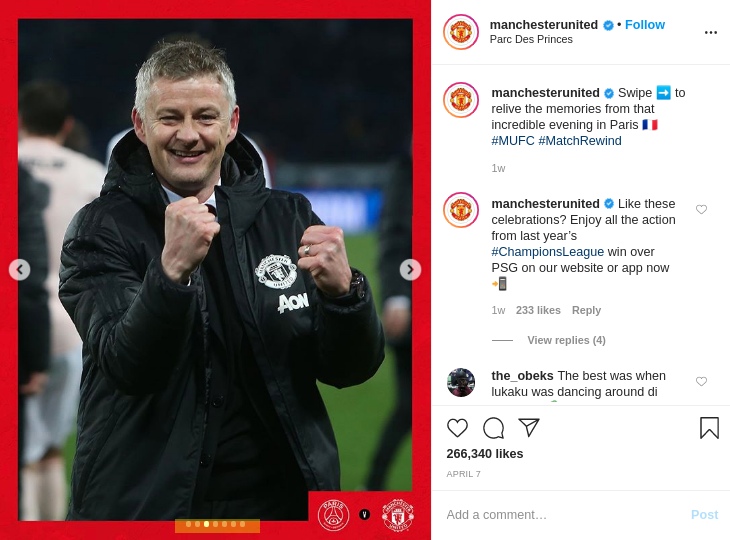 manchesterunited • Follow
Parc Des Princes
manchesterunited Swipe ➡️ to
relive the memories from that
incredible evening in Paris 🇫🇷
#MUFC #MatchRewind
1w
manchesterunited Like these
celebrations? Enjoy all the action
from last year's
#ChampionsLeague win over
PSG on our website or app now
📲
1w 233 likes Reply
View replies (4)
the_obeks The best was when
lukaku was dancing around di
266,340 likes
APRIL 7
Add a comment… Post
MANCHESTER
UNITED
AON
PARIS
V
MANCHESTER
UNITED